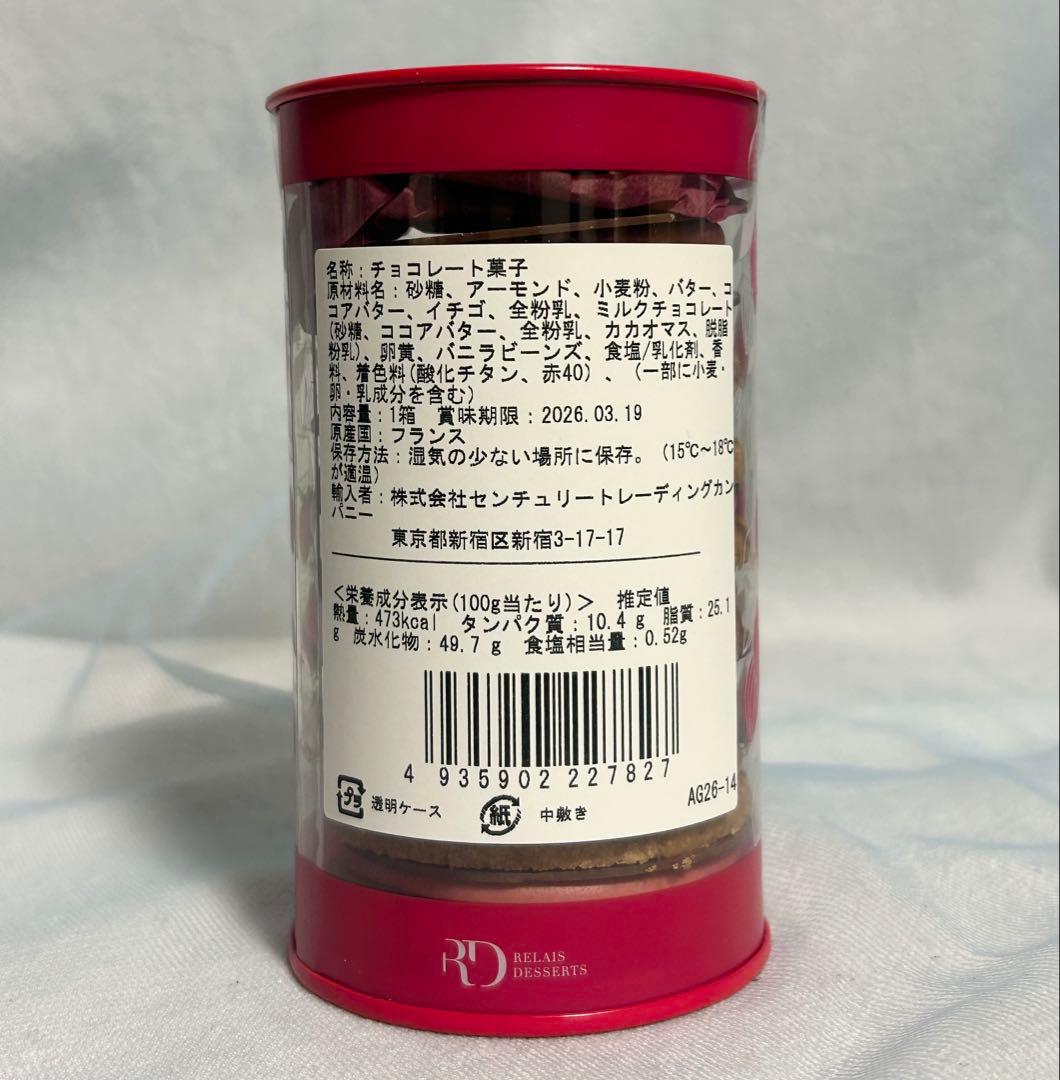 名称：チョコレート菓子
原材料名：砂糖、アーモンド、小麦粉、バター、コ
コアバター、イチゴ、全粉乳、ミルクチョコレート
(砂糖、ココアバター、全粉乳、カカオマス、脱脂
粉乳)、卵黄、バニラビーンズ、食塩/乳化剤、香
料、着色料(酸化チタン、赤40)、（一部に小麦・
卵・乳成分を含む)
内容量：1箱　賞味期限：2026.03.19
原産国：フランス
保存方法：湿気の少ない場所に保存。（15℃～18℃
が適温)
輸入者：株式会社センチュリートレーディングカン
パニー
東京都新宿区新宿3-17-17
＜栄養成分表示(100g当たり)＞　推定値
熱量：473kcal　タンパク質：10.4 g　脂質：25.1
g　炭水化物：49.7 g　食塩相当量：0.52g
4 935902 227827
プラ 透明ケース　紙 中敷き　AG26-14
RD RELAIS
DESSERTS